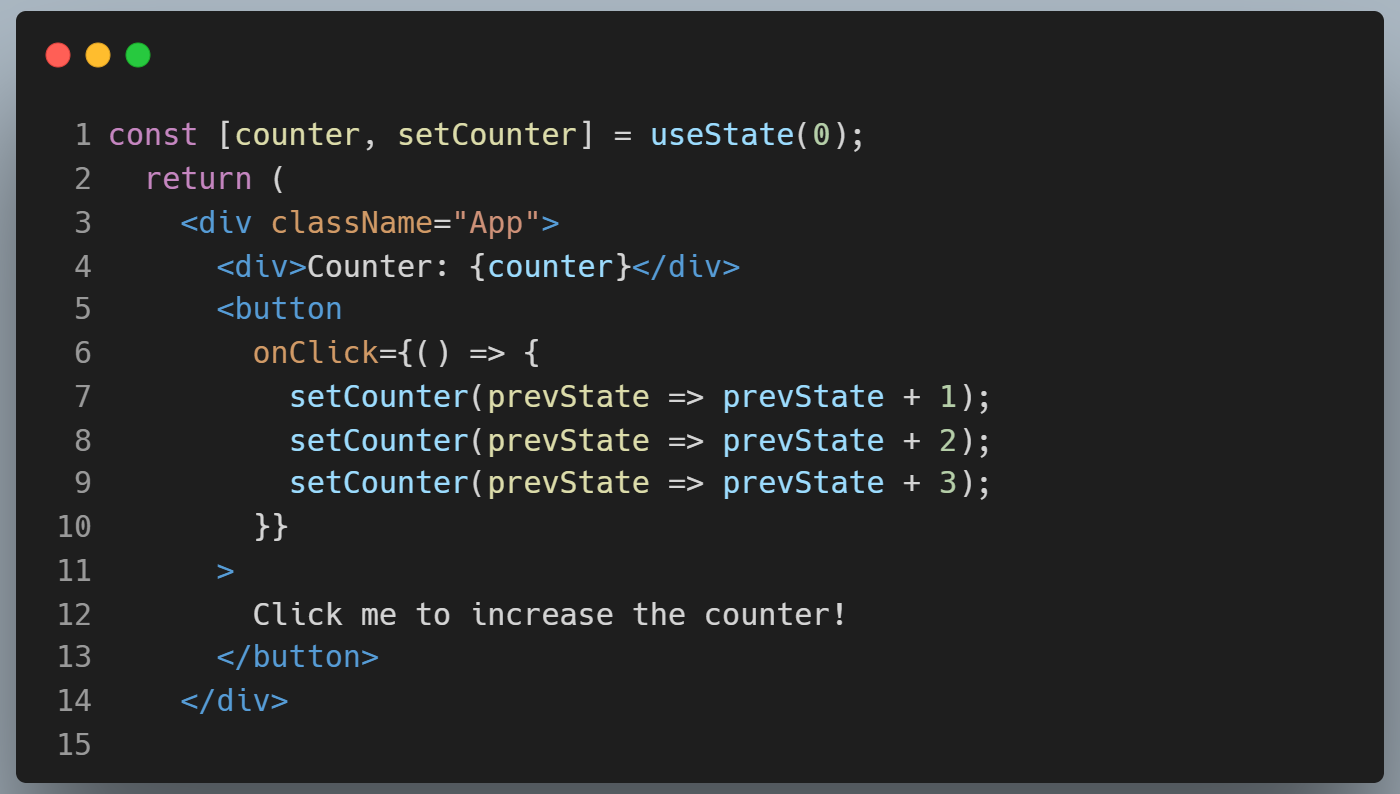 1 const [counter, setCounter] = useState(0);
2   return (
3     <div className="App">
4       <div>Counter: {counter}</div>
5       <button
6         onClick={() => {
7           setCounter(prevState => prevState + 1);
8           setCounter(prevState => prevState + 2);
9           setCounter(prevState => prevState + 3);
10         }}
11       >
12         Click me to increase the counter!
13       </button>
14     </div>
15